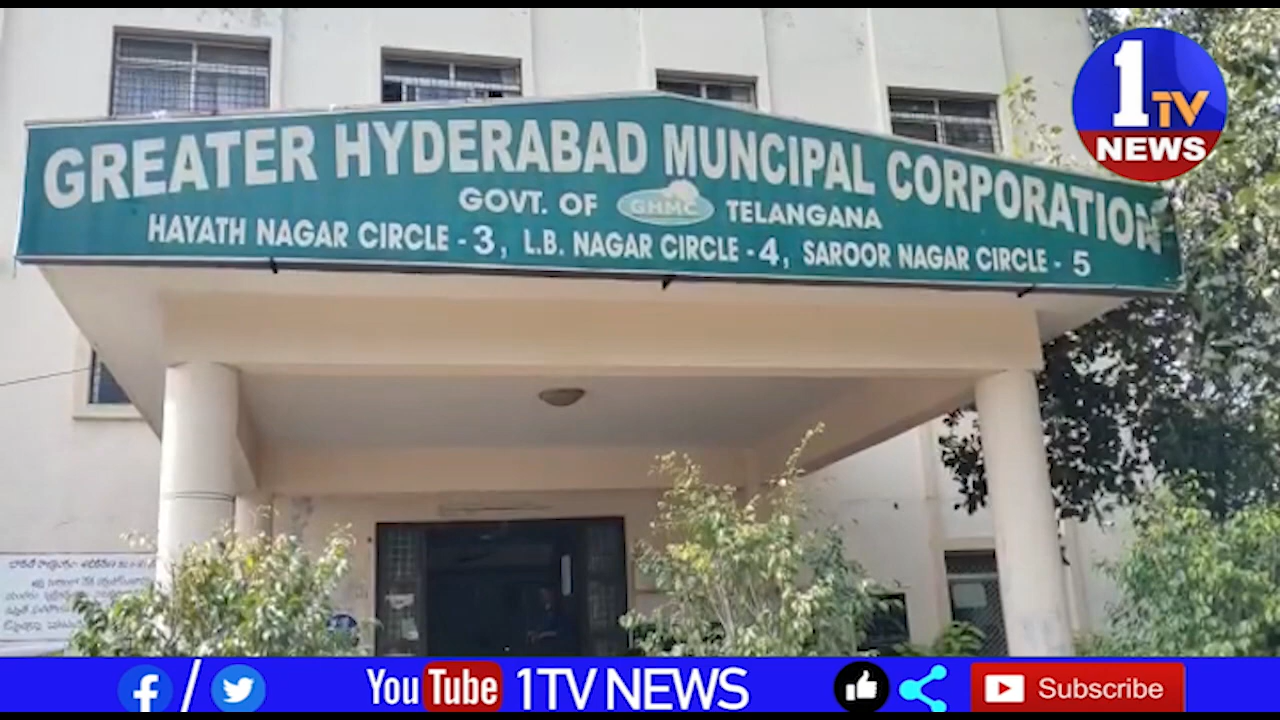 GREATER HYDERABAD MUNCIPAL CORPORATION
GOVT. OF GHMC TELANGANA
HAYATH NAGAR CIRCLE - 3, L.B. NAGAR CIRCLE - 4, SAROOR NAGAR CIRCLE - 5
1TV
NEWS
YouTube 1TV NEWS
Subscribe